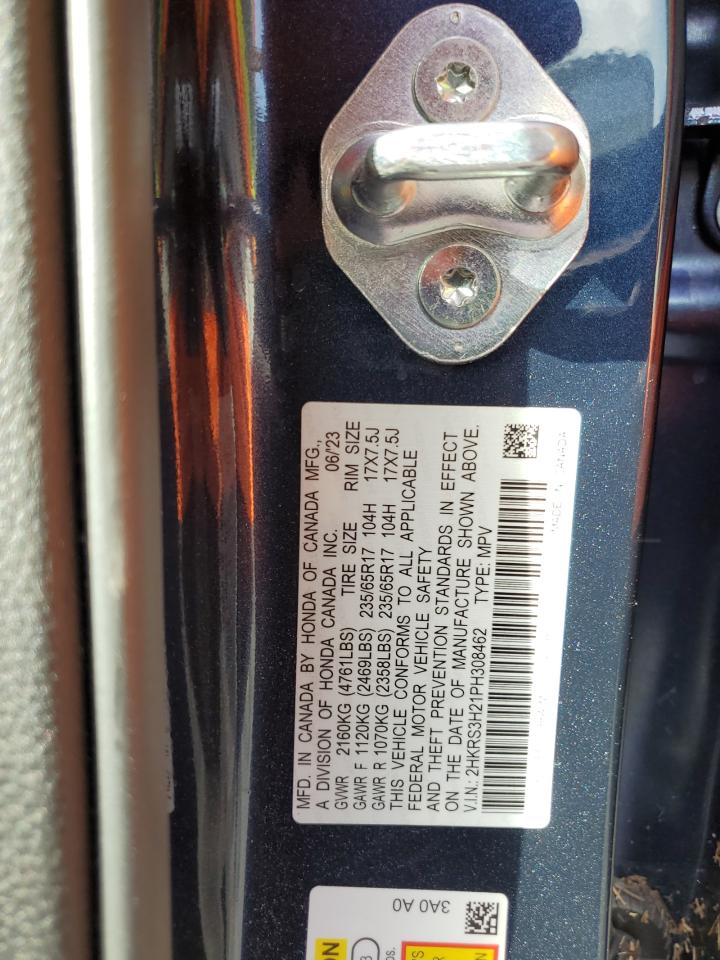 MFD. IN CANADA BY HONDA OF CANADA MFG.,
A DIVISION OF HONDA CANADA INC. 06/'23
GVWR 2160KG (4761LBS) TIRE SIZE RIM SIZE
GAWR F 1120KG (2469LBS) 235/65R17 104H 17X7.5J
GAWR R 1070KG (2358LBS) 235/65R17 104H 17X7.5J
THIS VEHICLE CONFORMS TO ALL APPLICABLE
FEDERAL MOTOR VEHICLE SAFETY
AND THEFT PREVENTION STANDARDS IN EFFECT
ON THE DATE OF MANUFACTURE SHOWN ABOVE.
V.I.N.: 2HKRS3H21PH308462 TYPE: MPV
MADE IN CANADA
3A0 A0